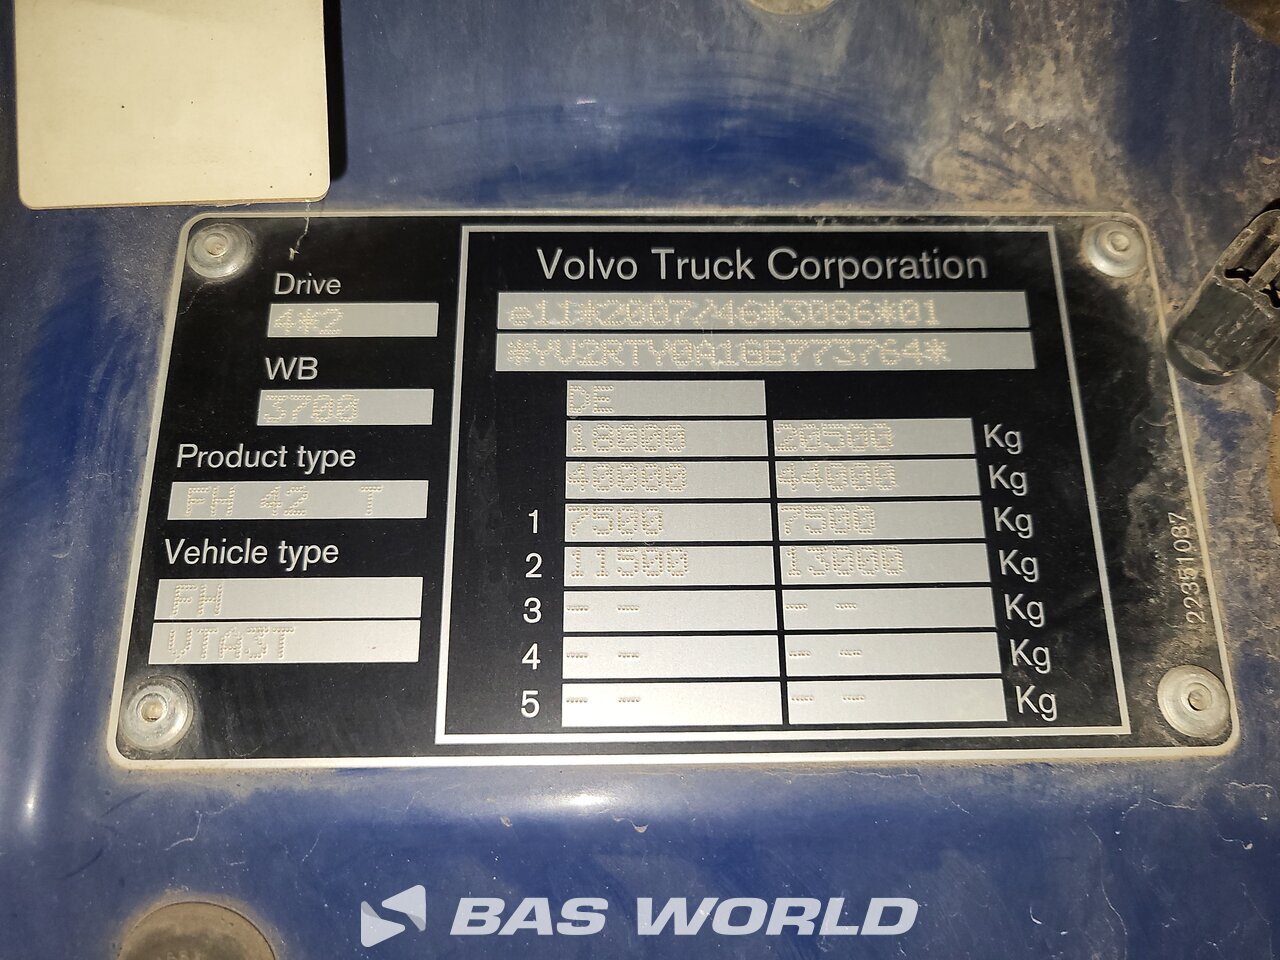 Drive
4*2
WB
3700
Product type
FH 42 T
Vehicle type
FH
VTA3T
Volvo Truck Corporation
e11*2007/46*3086*01
*YV2RTY0A1GB773764*
DE
18000 20500 Kg
40000 44000 Kg
1 7500 7500 Kg
2 11500 13000 Kg
3 -- -- -- -- Kg
4 -- -- -- -- Kg
5 -- -- -- -- Kg
22351087
BAS WORLD